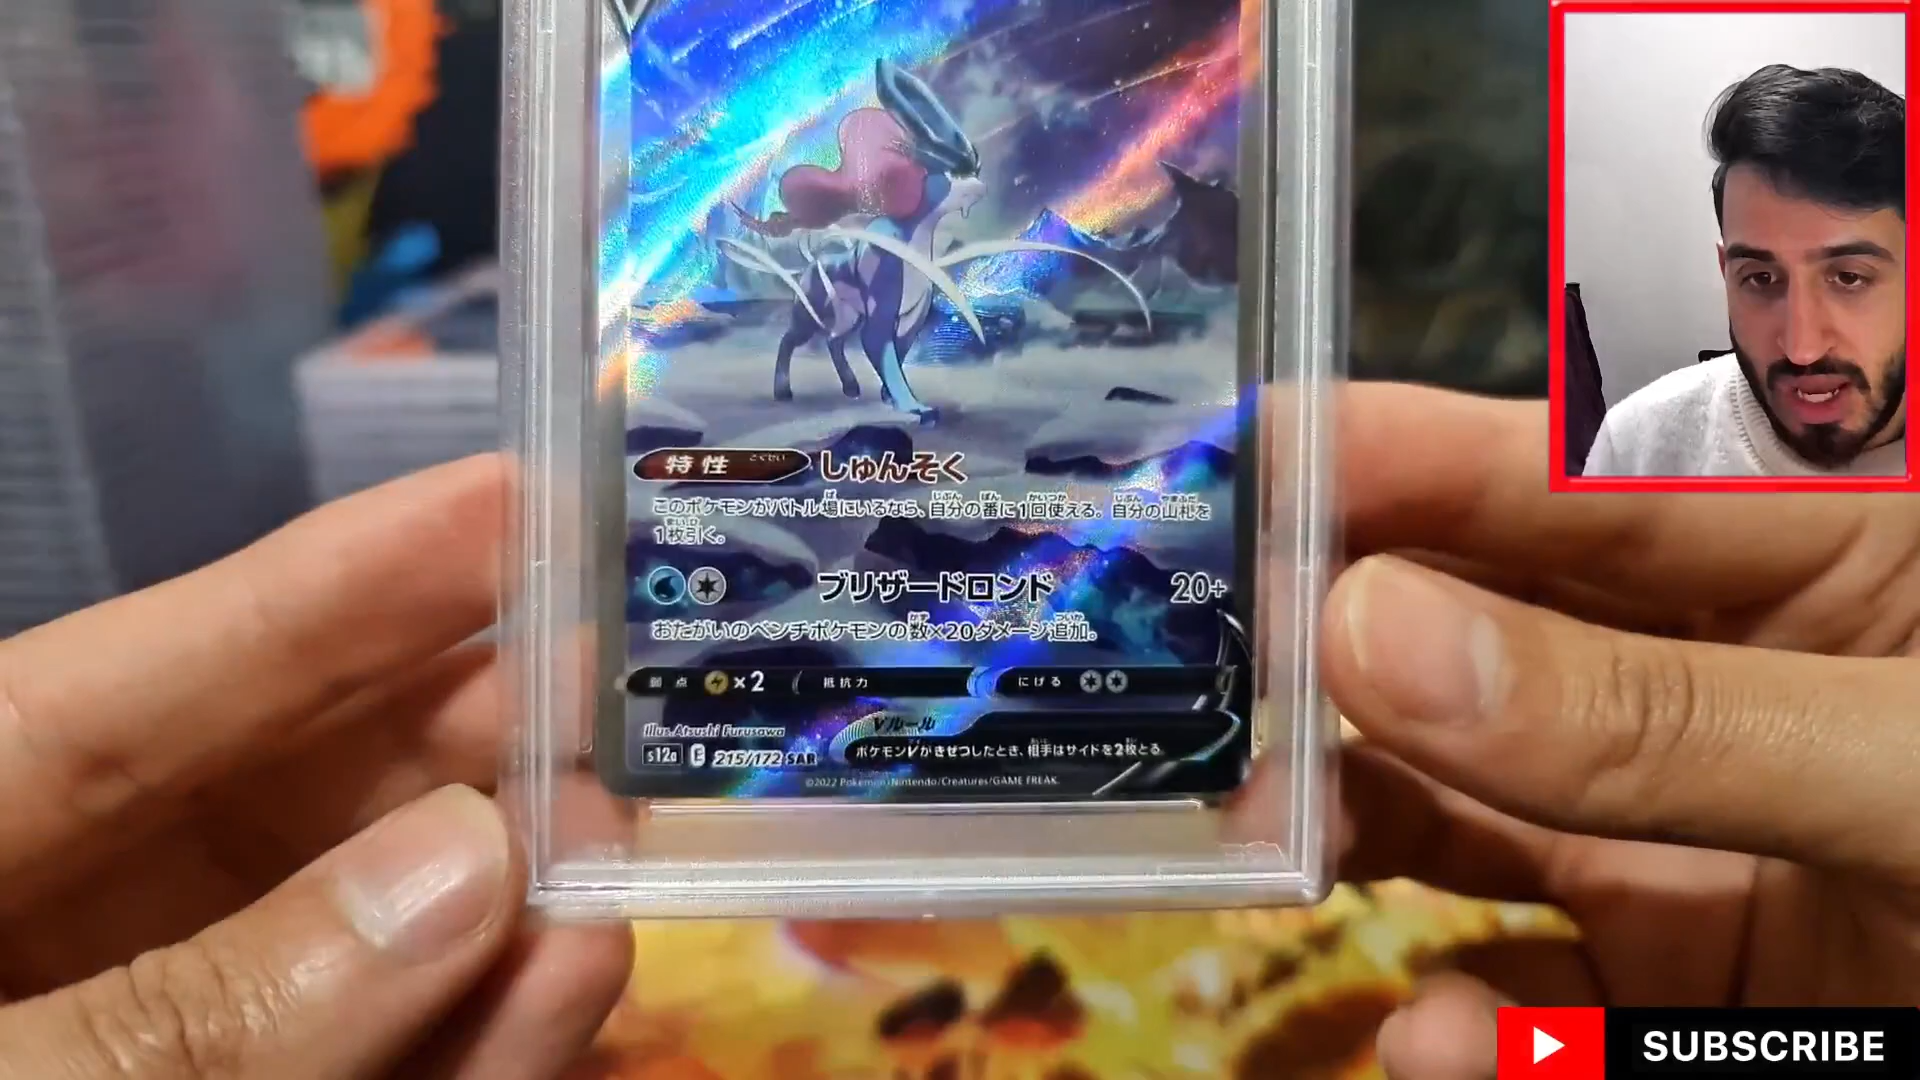 特性 とくせい しゅんそく
このポケモンがバトル場にいるなら、自分の番に1回使える。自分の山札を
1枚引く。
ブリザードロンド 20+
おたがいのベンチポケモンの数×20ダメージ追加。
弱点 ×2 抵抗力 にげる
Illus. Atsushi Furusawa
Vルール
s12a E 215/172 SAR
ポケモンVがきぜつしたとき、相手はサイドを2枚とる。
©2022 Pokémon/Nintendo/Creatures/GAME FREAK.
SUBSCRIBE